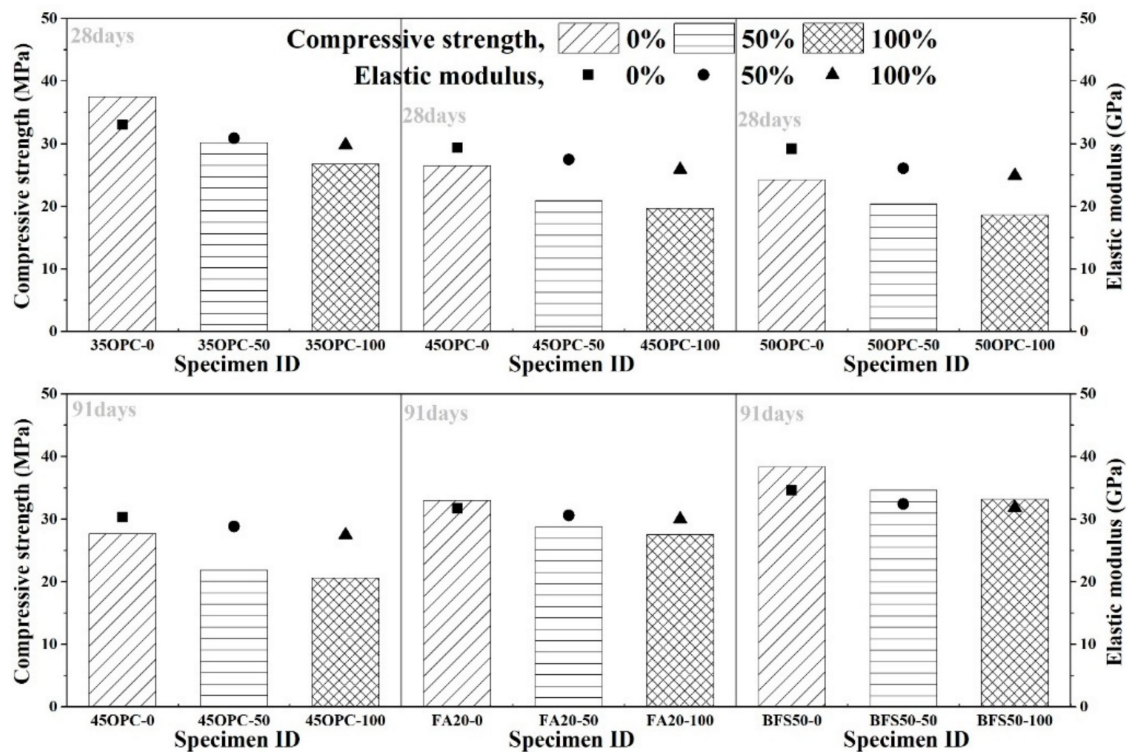 50
40
30
20
10
0
Compressive strength (MPa)
28days
28days
28days
Compressive strength, 0% 50% 100%
Elastic modulus, 0% 50% 100%
50
40
30
20
10
0
Elastic modulus (GPa)
35OPC-0 35OPC-50 35OPC-100 45OPC-0 45OPC-50 45OPC-100 50OPC-0 50OPC-50 50OPC-100
Specimen ID Specimen ID Specimen ID
50
40
30
20
10
0
Compressive strength (MPa)
91days
91days
91days
50
40
30
20
10
0
Elastic modulus (GPa)
45OPC-0 45OPC-50 45OPC-100 FA20-0 FA20-50 FA20-100 BFS50-0 BFS50-50 BFS50-100
Specimen ID Specimen ID Specimen ID